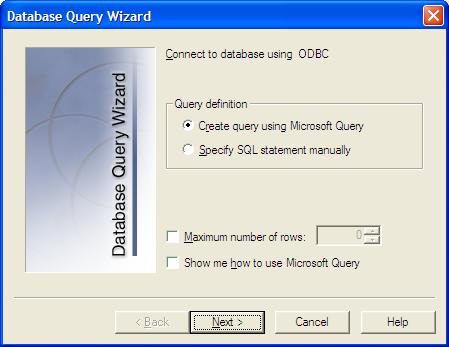 Database Query Wizard
Connect to database using ODBC
Database Query Wizard
Query definition
Create query using Microsoft Query
Specify SQL statement manually
Maximum number of rows: 0
Show me how to use Microsoft Query
< Back Next > Cancel Help